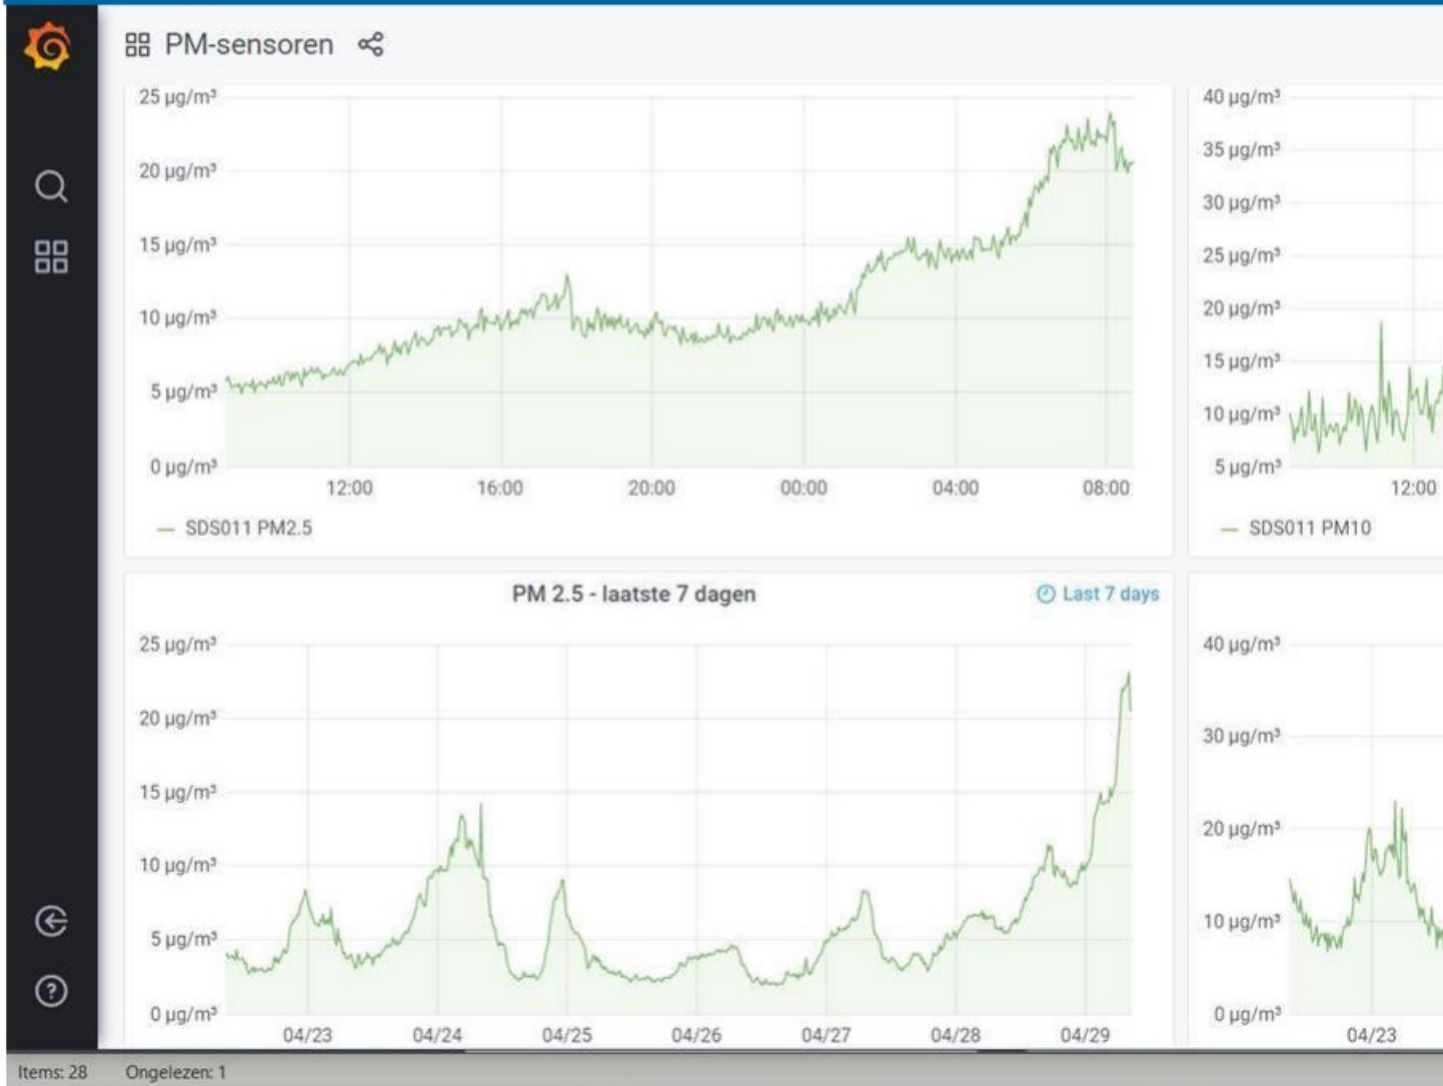 PM-sensoren
25 µg/m³
20 µg/m³
15 µg/m³
10 µg/m³
5 µg/m³
0 µg/m³
12:00 16:00 20:00 00:00 04:00 08:00
SDS011 PM2.5
40 µg/m³
35 µg/m³
30 µg/m³
25 µg/m³
20 µg/m³
15 µg/m³
10 µg/m³
5 µg/m³
12:00
SDS011 PM10
PM 2.5 - laatste 7 dagen
Last 7 days
25 µg/m³
20 µg/m³
15 µg/m³
10 µg/m³
5 µg/m³
0 µg/m³
04/23 04/24 04/25 04/26 04/27 04/28 04/29
40 µg/m³
30 µg/m³
20 µg/m³
10 µg/m³
0 µg/m³
04/23
Items: 28 Ongelezen: 1